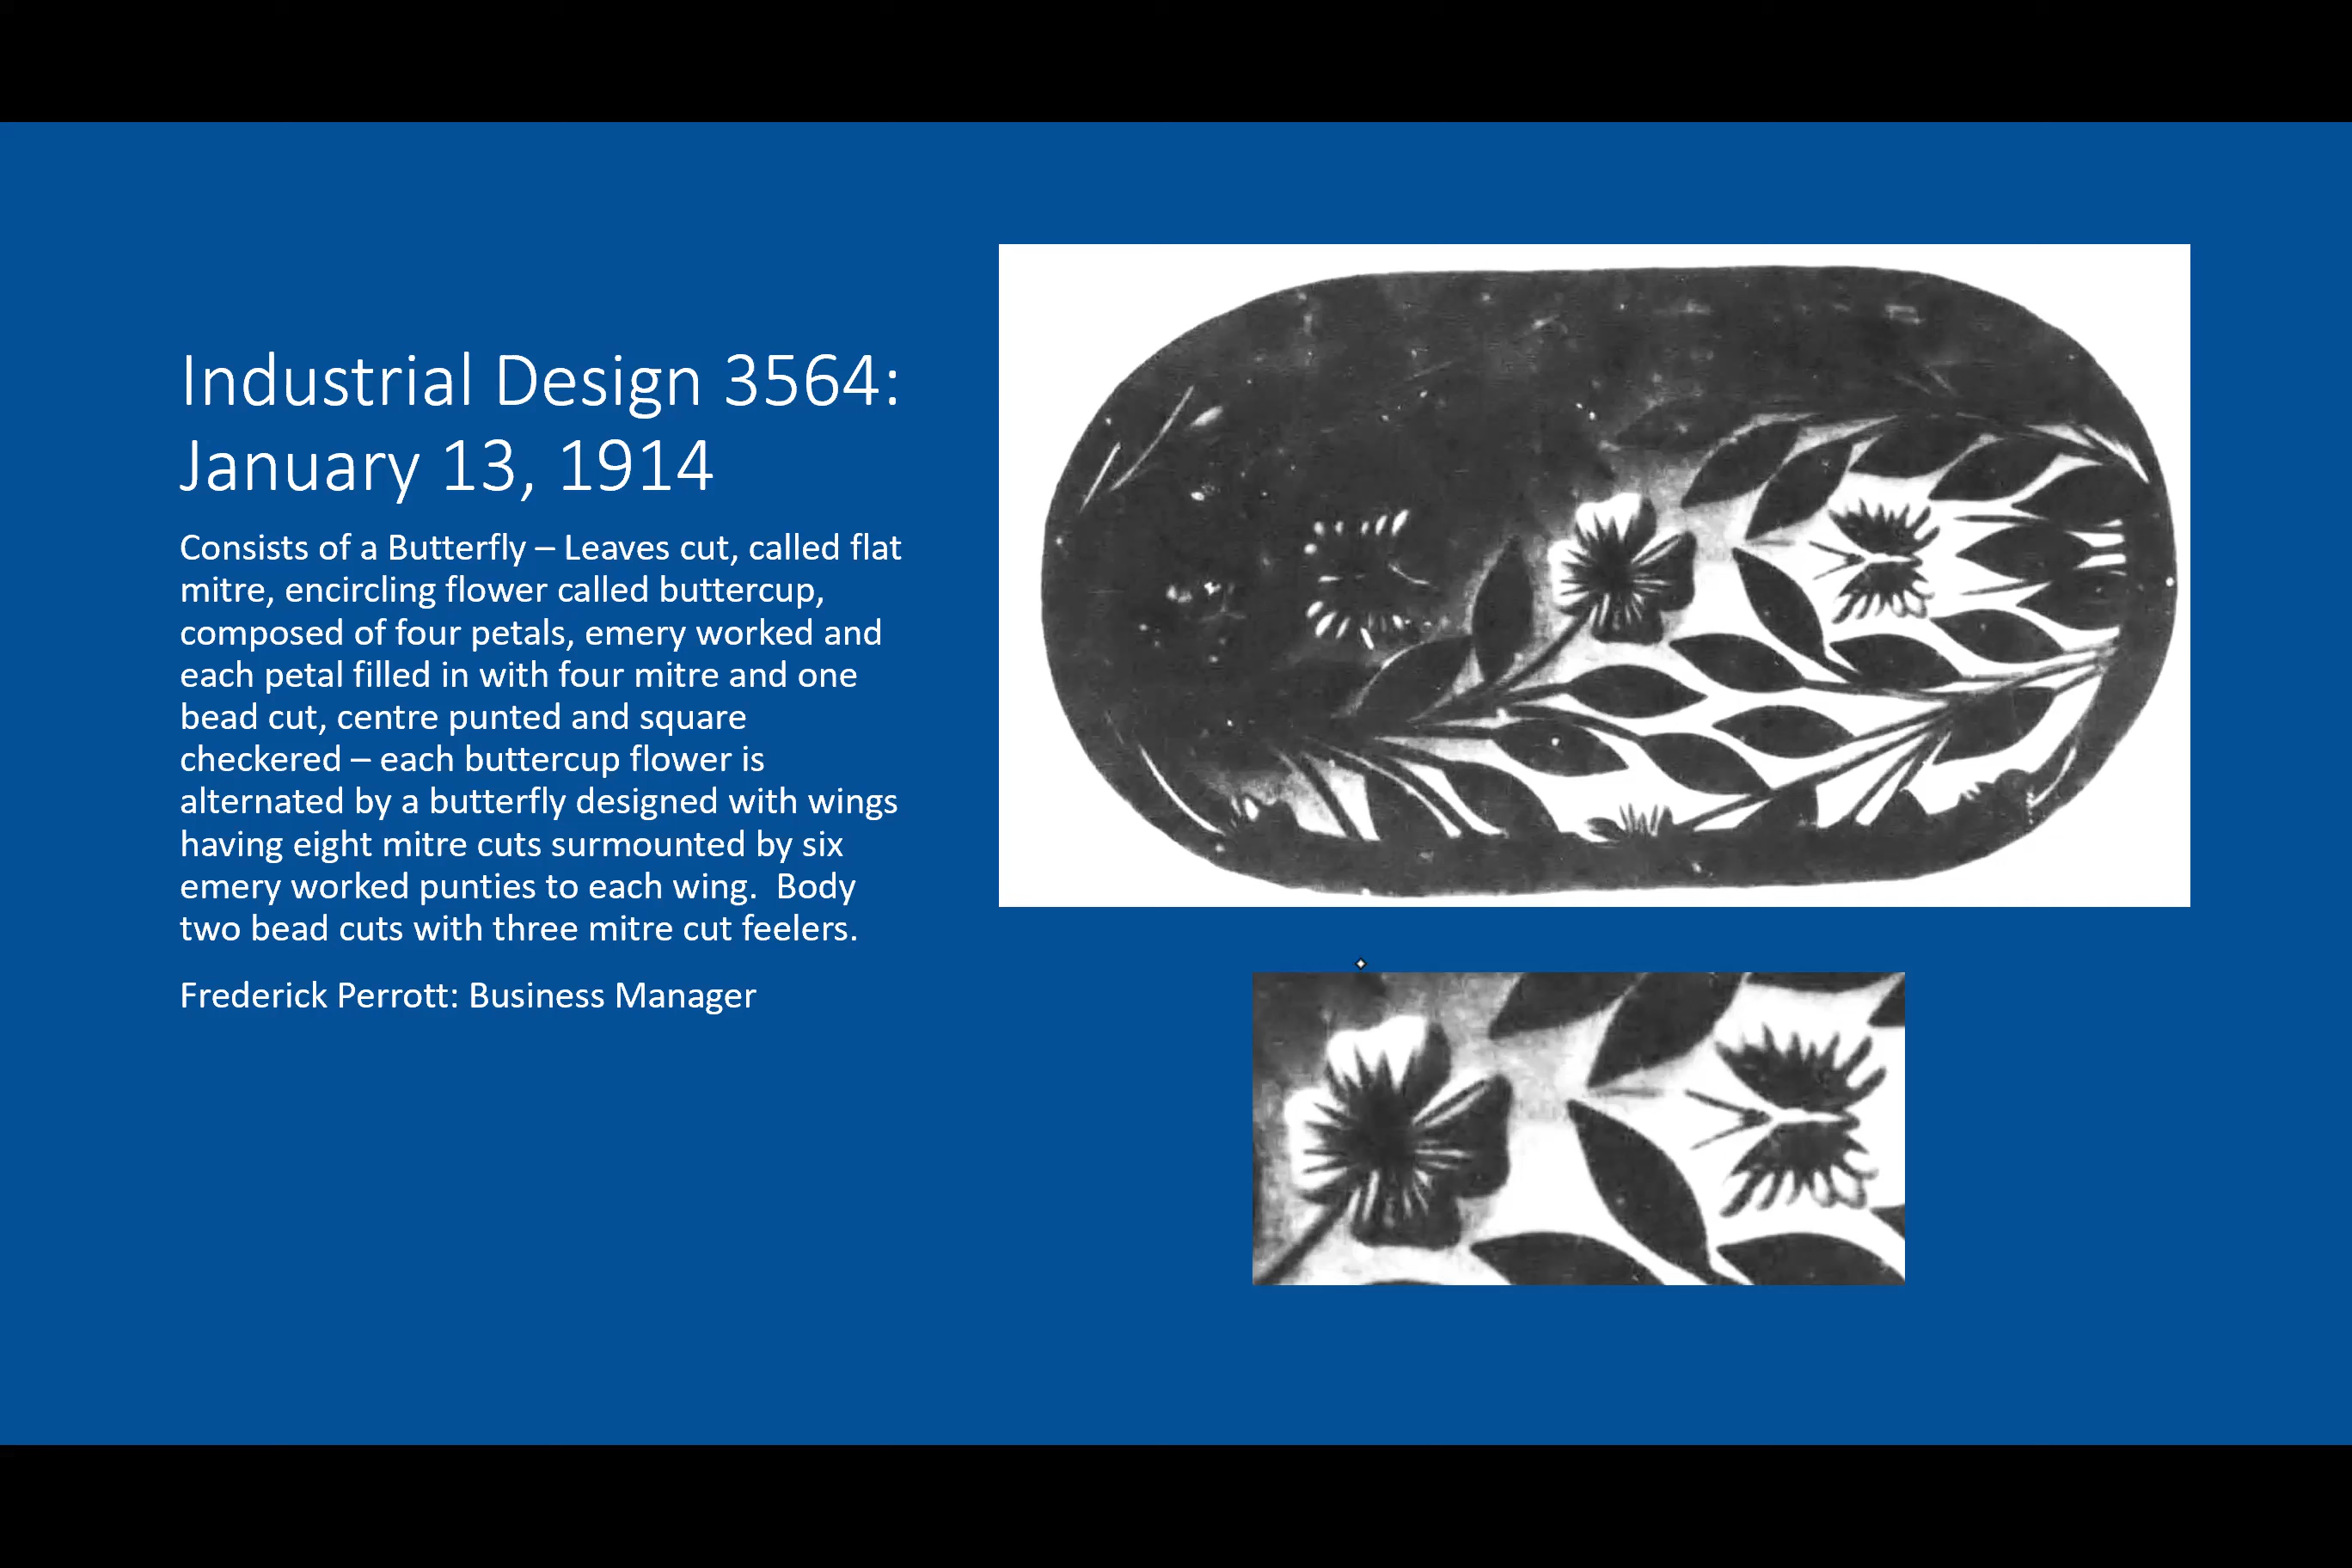 Industrial Design 3564:
January 13, 1914
Consists of a Butterfly – Leaves cut, called flat
mitre, encircling flower called buttercup,
composed of four petals, emery worked and
each petal filled in with four mitre and one
bead cut, centre punted and square
checkered – each buttercup flower is
alternated by a butterfly designed with wings
having eight mitre cuts surmounted by six
emery worked punties to each wing.  Body
two bead cuts with three mitre cut feelers.
Frederick Perrott: Business Manager